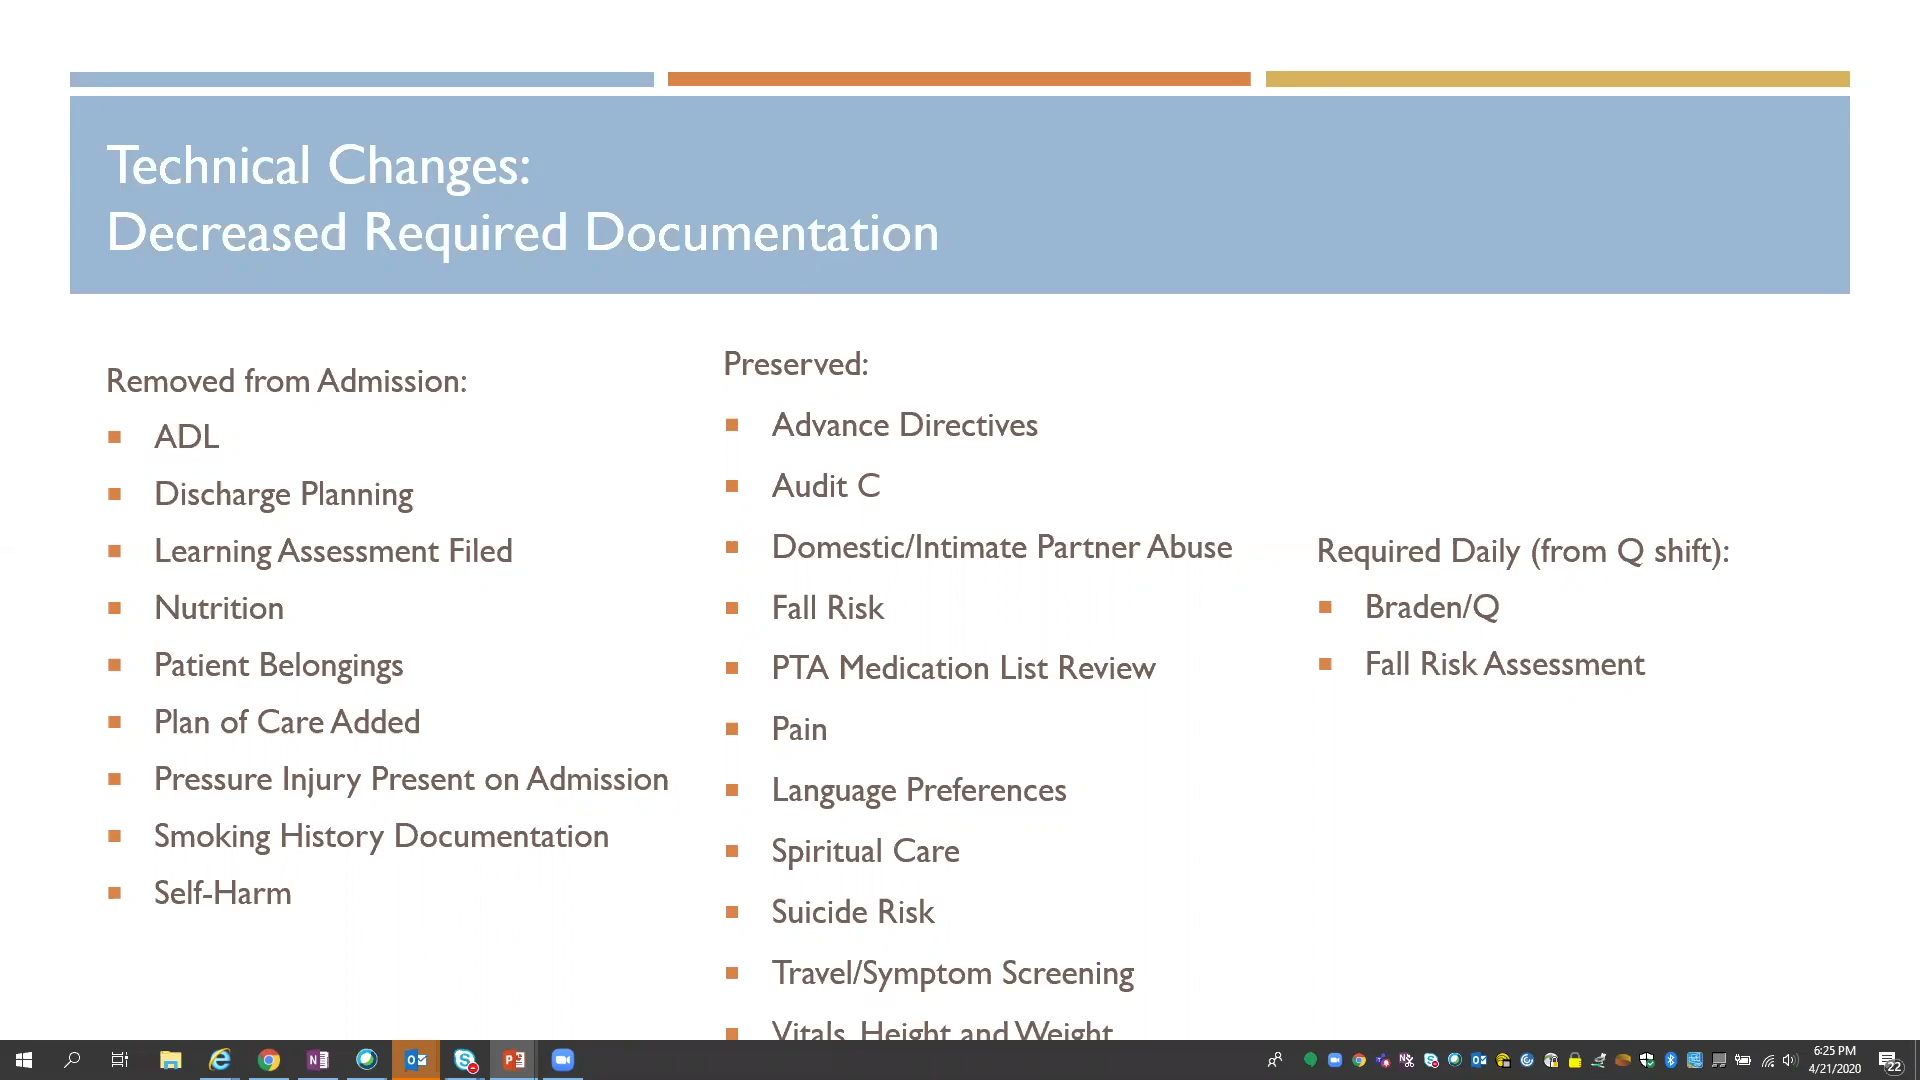 Technical Changes:
Decreased Required Documentation
Removed from Admission:
ADL
Discharge Planning
Learning Assessment Filed
Nutrition
Patient Belongings
Plan of Care Added
Pressure Injury Present on Admission
Smoking History Documentation
Self-Harm
Preserved:
Advance Directives
Audit C
Domestic/Intimate Partner Abuse
Fall Risk
PTA Medication List Review
Pain
Language Preferences
Spiritual Care
Suicide Risk
Travel/Symptom Screening
Vitals, Height and Weight
Required Daily (from Q shift):
Braden/Q
Fall Risk Assessment
6:25 PM
4/21/2020
22